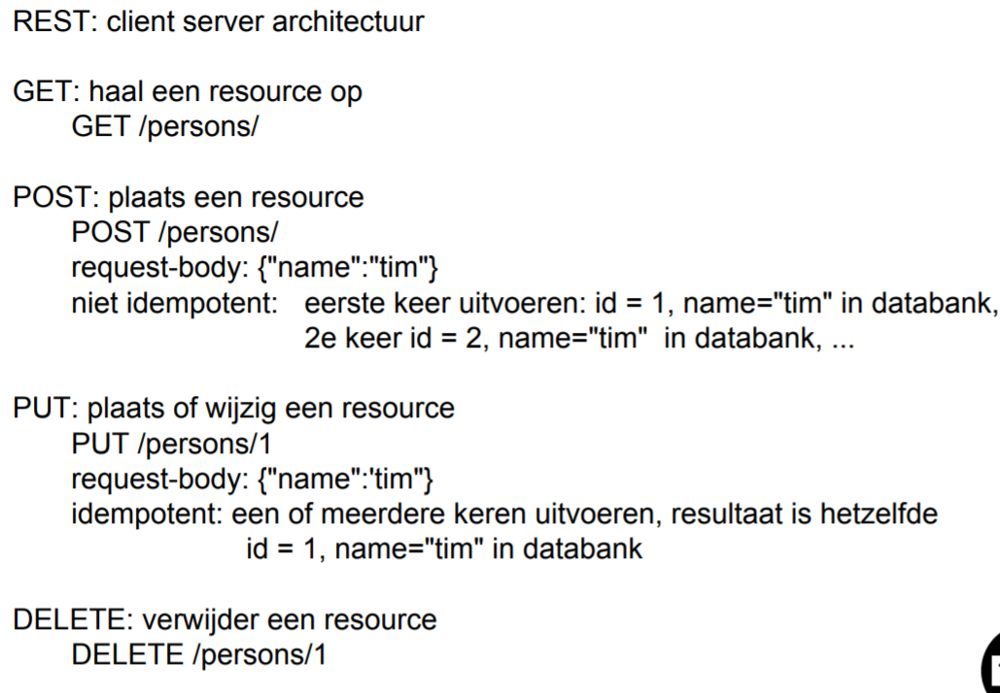 REST: client server architectuur
GET: haal een resource op
GET /persons/
POST: plaats een resource
POST /persons/
request-body: {"name":"tim"}
niet idempotent: eerste keer uitvoeren: id = 1, name="tim" in databank,
2e keer id = 2, name="tim" in databank, ...
PUT: plaats of wijzig een resource
PUT /persons/1
request-body: {"name":'tim"}
idempotent: een of meerdere keren uitvoeren, resultaat is hetzelfde
id = 1, name="tim" in databank
DELETE: verwijder een resource
DELETE /persons/1